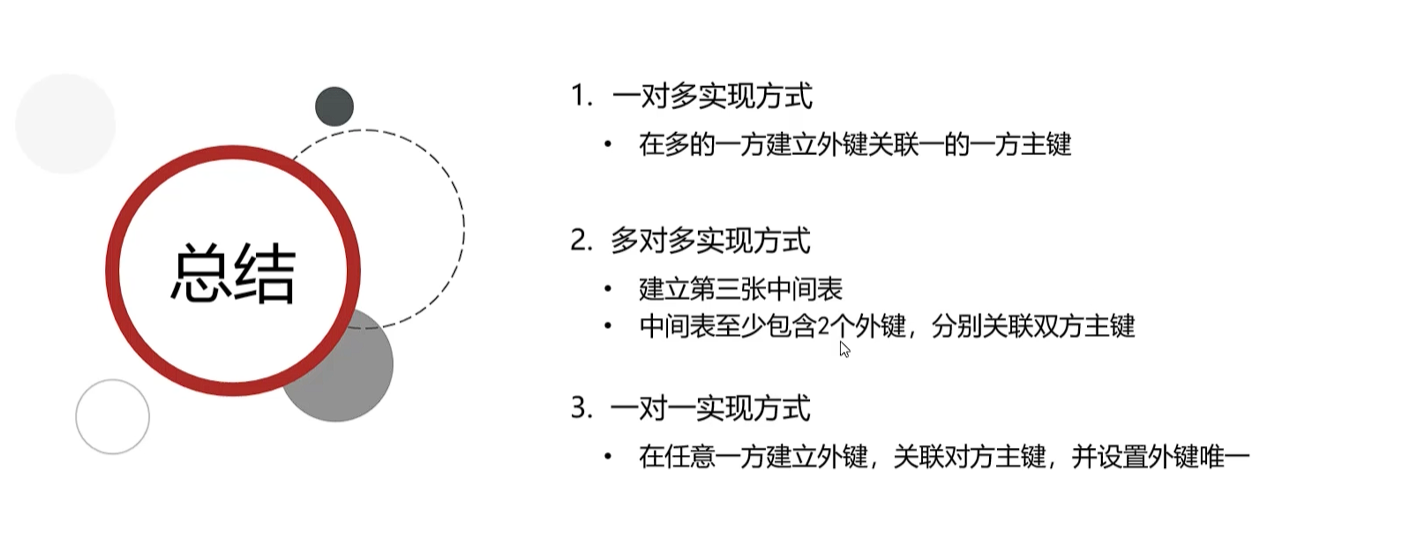 总结
1. 一对多实现方式
• 在多的一方建立外键关联一的一方主键
2. 多对多实现方式
• 建立第三张中间表
• 中间表至少包含2个外键，分别关联双方主键
3. 一对一实现方式
• 在任意一方建立外键，关联对方主键，并设置外键唯一